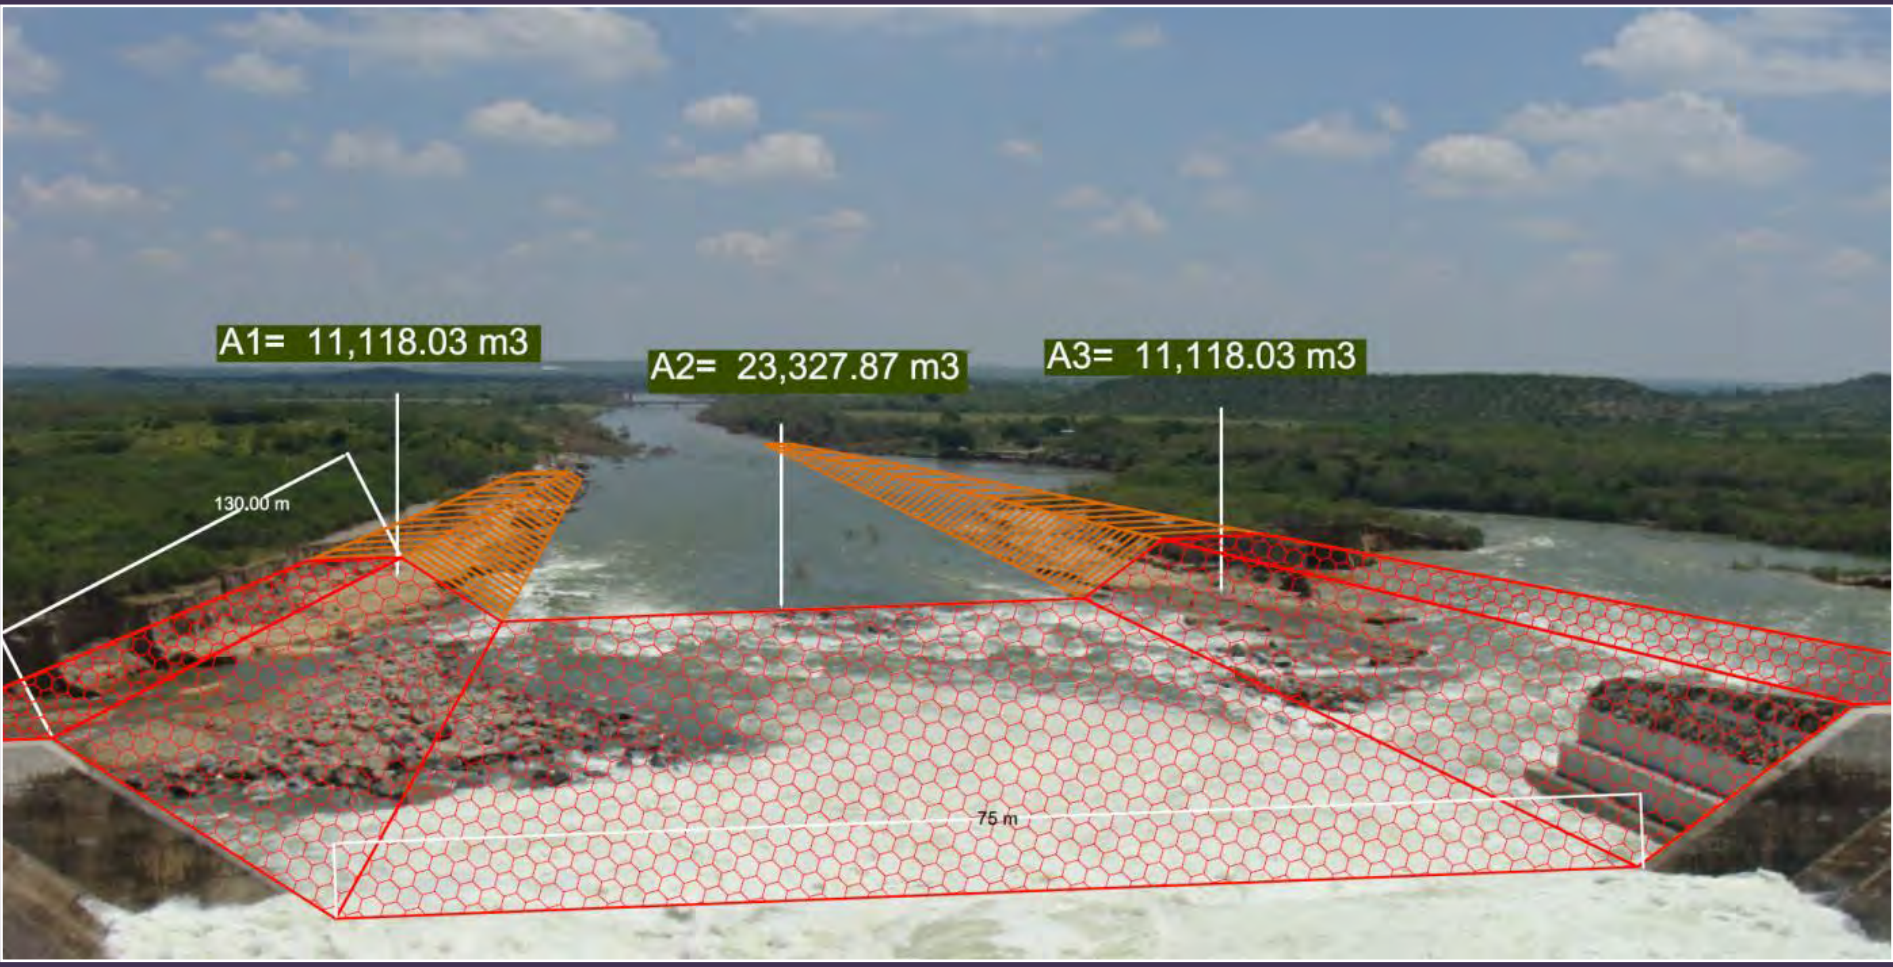 A1=  11,118.03 m3
A2=  23,327.87 m3
A3=  11,118.03 m3
130.00 m
75 m